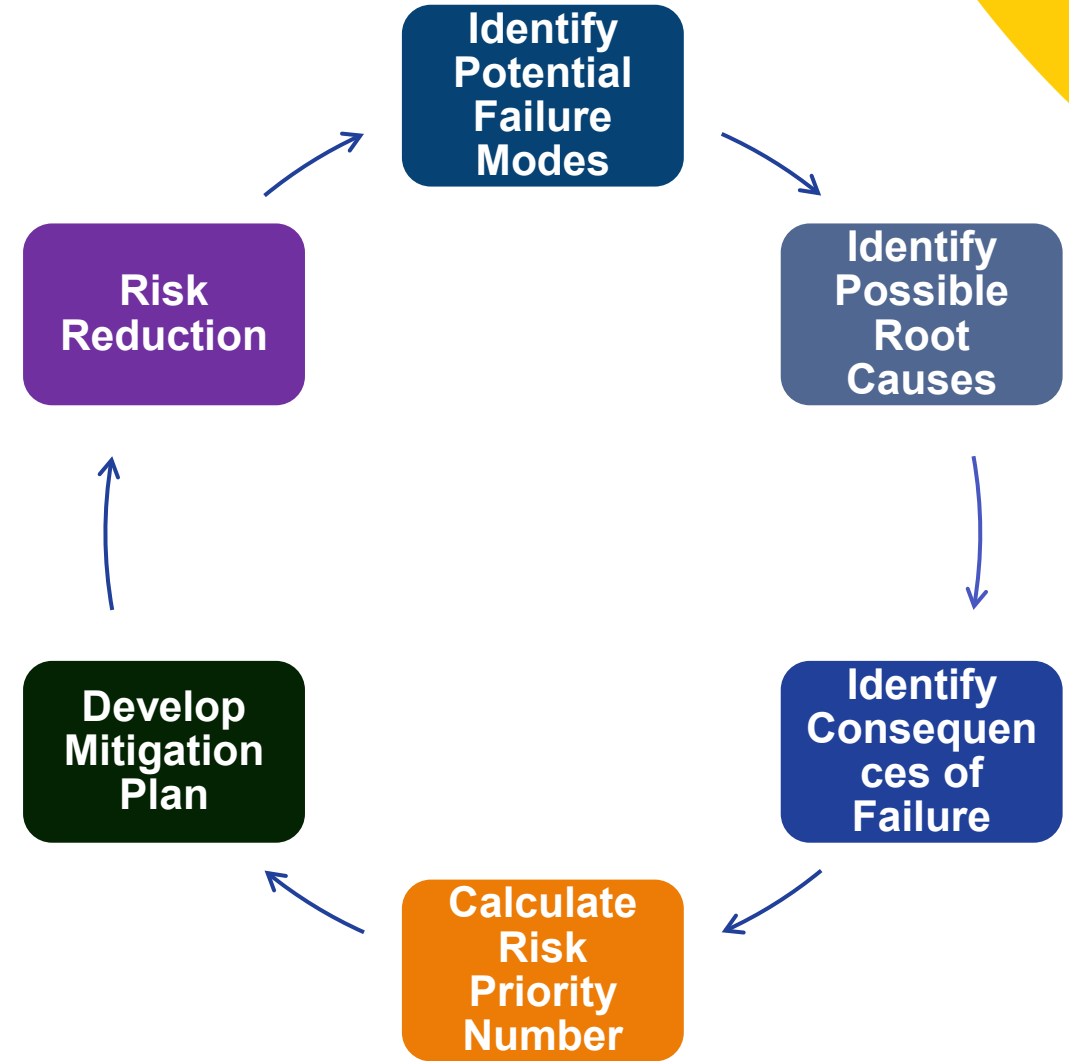 Identify
Potential
Failure
Modes
Identify
Possible
Root
Causes
Identify
Consequen
ces of
Failure
Calculate
Risk
Priority
Number
Develop
Mitigation
Plan
Risk
Reduction